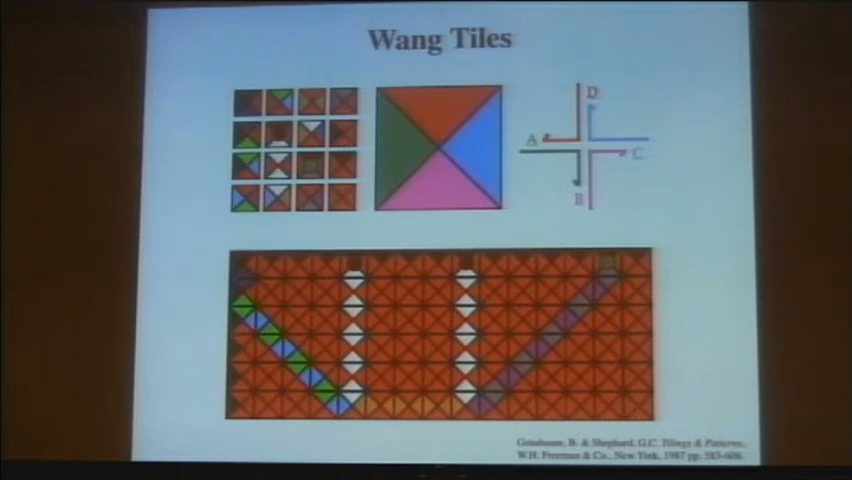 Wang Tiles
D
A
C
B
Grünbaum, B. & Shephard, G.C. Tilings & Patterns,
W.H. Freeman & Co., New York, 1987 pp. 583-608.